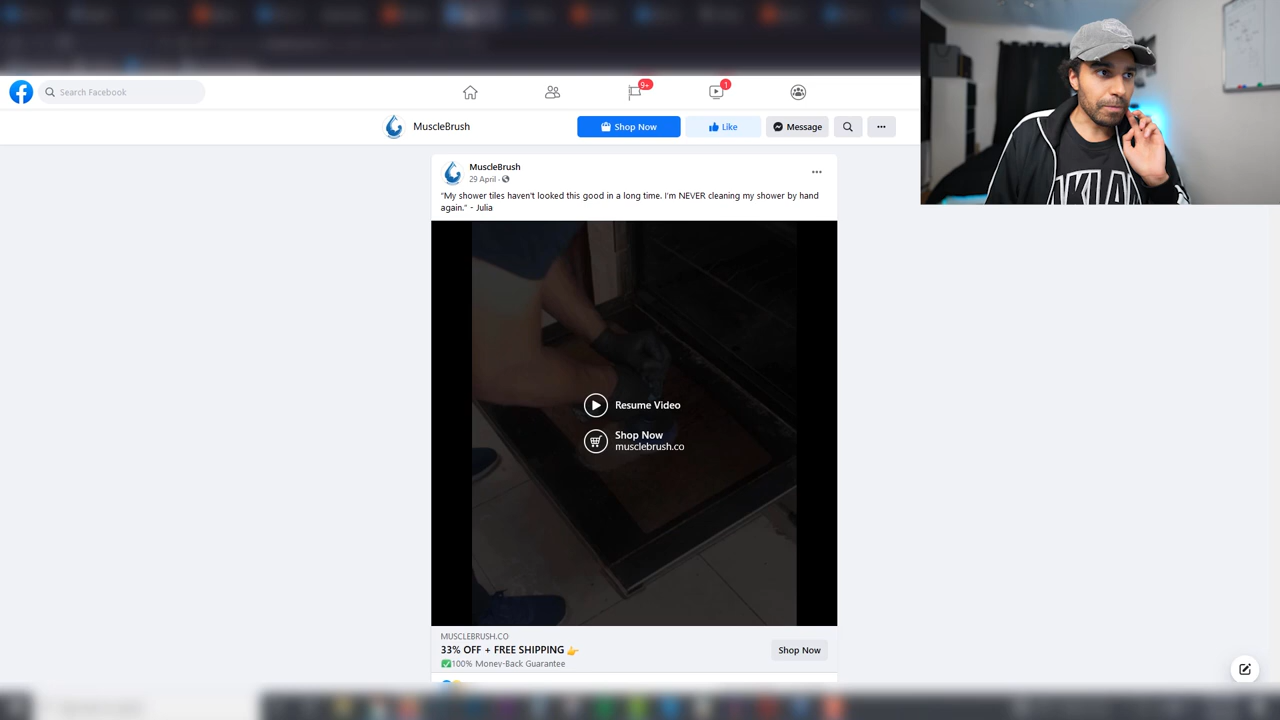 Search Facebook
9+
1
MuscleBrush
Shop Now
Like
Message
MuscleBrush
29 April ·
“My shower tiles haven't looked this good in a long time. I'm NEVER cleaning my shower by hand
again.” - Julia
Resume Video
Shop Now
musclebrush.co
MUSCLEBRUSH.CO
33% OFF + FREE SHIPPING 👉
✅100% Money-Back Guarantee
Shop Now